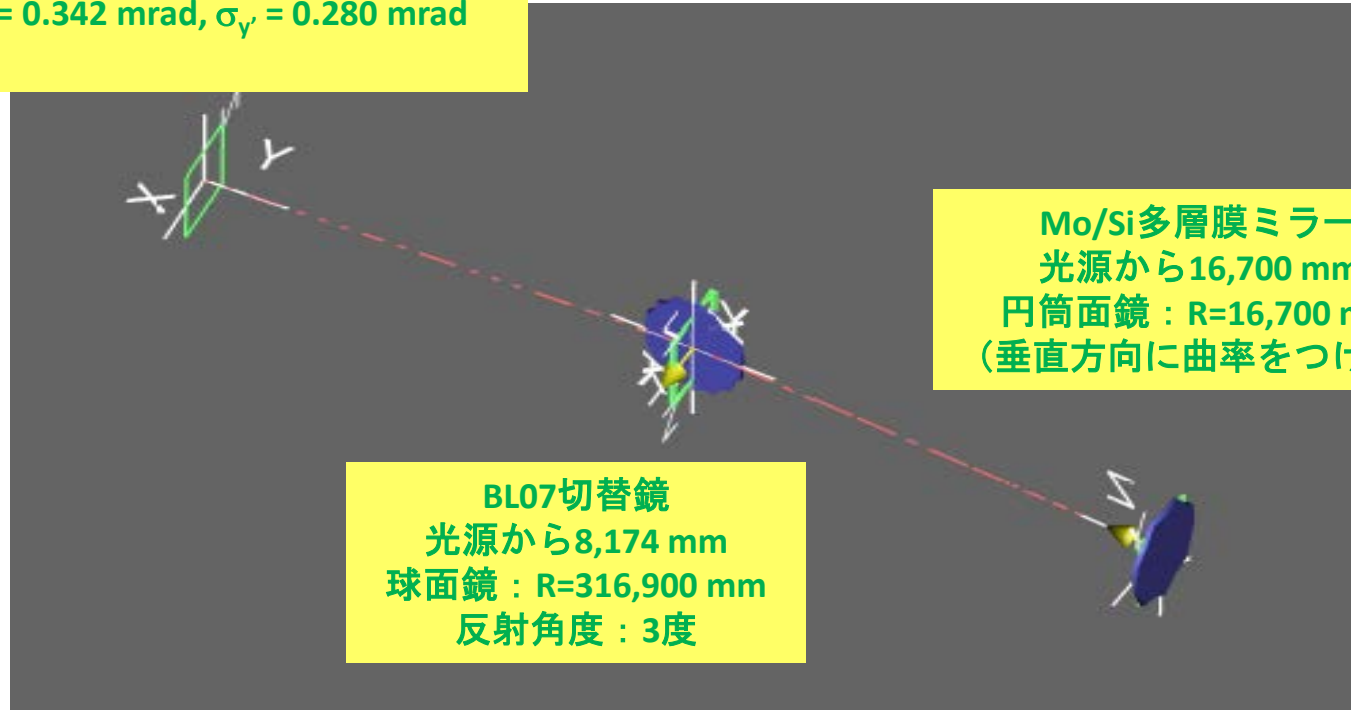 = 0.342 mrad, σy' = 0.280 mrad
Y
X
Mo/Si多層膜ミラー
光源から16,700 mm
円筒面鏡：R=16,700
（垂直方向に曲率をつけ
X
BL07切替鏡
光源から8,174 mm
球面鏡：R=316,900 mm
反射角度：3度